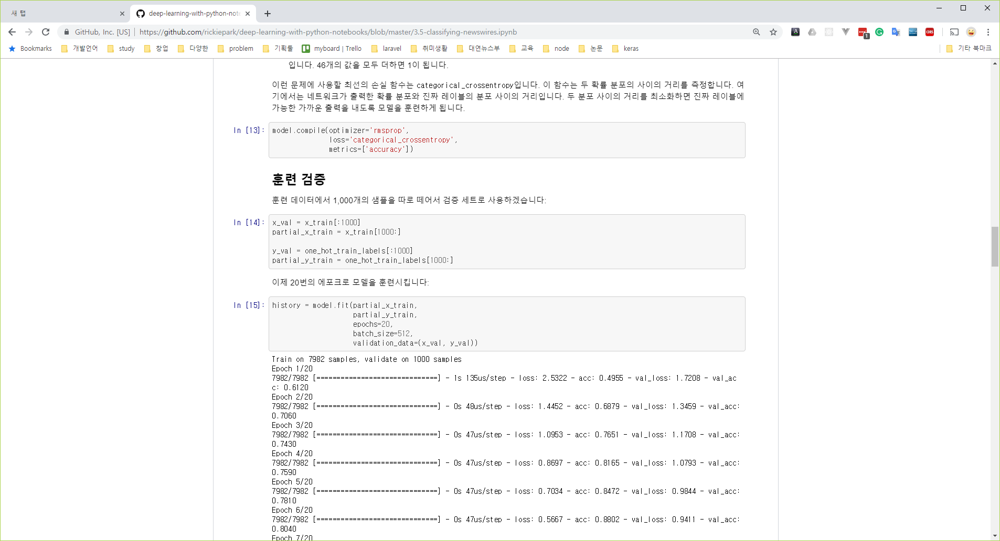 새 탭
deep-learning-with-python-note
GitHub, Inc. [US] | https://github.com/rickiepark/deep-learning-with-python-notebooks/blob/master/3.5-classifying-newswires.ipynb
A 1 G CORS
Bookmarks 개발언어 study 창업 다양한 problem 기획툴 myboard | Trello laravel 취미생활 대연뉴스부 교육 node 논문 keras 기타 북마크
입니다. 46개의 값을 모두 더하면 1이 됩니다.
이런 문제에 사용할 최선의 손실 함수는 categorical_crossentropy입니다. 이 함수는 두 확률 분포의 사이의 거리를 측정합니다. 여
기에서는 네트워크가 출력한 확률 분포와 진짜 레이블의 분포 사이의 거리입니다. 두 분포 사이의 거리를 최소화하면 진짜 레이블에
가능한 가까운 출력을 내도록 모델을 훈련하게 됩니다.
In [13]: model.compile(optimizer='rmsprop',
loss='categorical_crossentropy',
metrics=['accuracy'])
훈련 검증
훈련 데이터에서 1,000개의 샘플을 따로 떼어서 검증 세트로 사용하겠습니다:
In [14]: x_val = x_train[:1000]
partial_x_train = x_train[1000:]
y_val = one_hot_train_labels[:1000]
partial_y_train = one_hot_train_labels[1000:]
이제 20번의 에포크로 모델을 훈련시킵니다:
In [15]: history = model.fit(partial_x_train,
partial_y_train,
epochs=20,
batch_size=512,
validation_data=(x_val, y_val))
Train on 7982 samples, validate on 1000 samples
Epoch 1/20
7982/7982 [==============================] - 1s 135us/step - loss: 2.5322 - acc: 0.4955 - val_loss: 1.7208 - val_ac
c: 0.6120
Epoch 2/20
7982/7982 [==============================] - 0s 48us/step - loss: 1.4452 - acc: 0.6879 - val_loss: 1.3459 - val_acc:
0.7060
Epoch 3/20
7982/7982 [==============================] - 0s 47us/step - loss: 1.0953 - acc: 0.7651 - val_loss: 1.1708 - val_acc:
0.7430
Epoch 4/20
7982/7982 [==============================] - 0s 47us/step - loss: 0.8697 - acc: 0.8165 - val_loss: 1.0793 - val_acc:
0.7590
Epoch 5/20
7982/7982 [==============================] - 0s 47us/step - loss: 0.7034 - acc: 0.8472 - val_loss: 0.9844 - val_acc:
0.7810
Epoch 6/20
7982/7982 [==============================] - 0s 47us/step - loss: 0.5667 - acc: 0.8802 - val_loss: 0.9411 - val_acc:
0.8040
Epoch 7/20